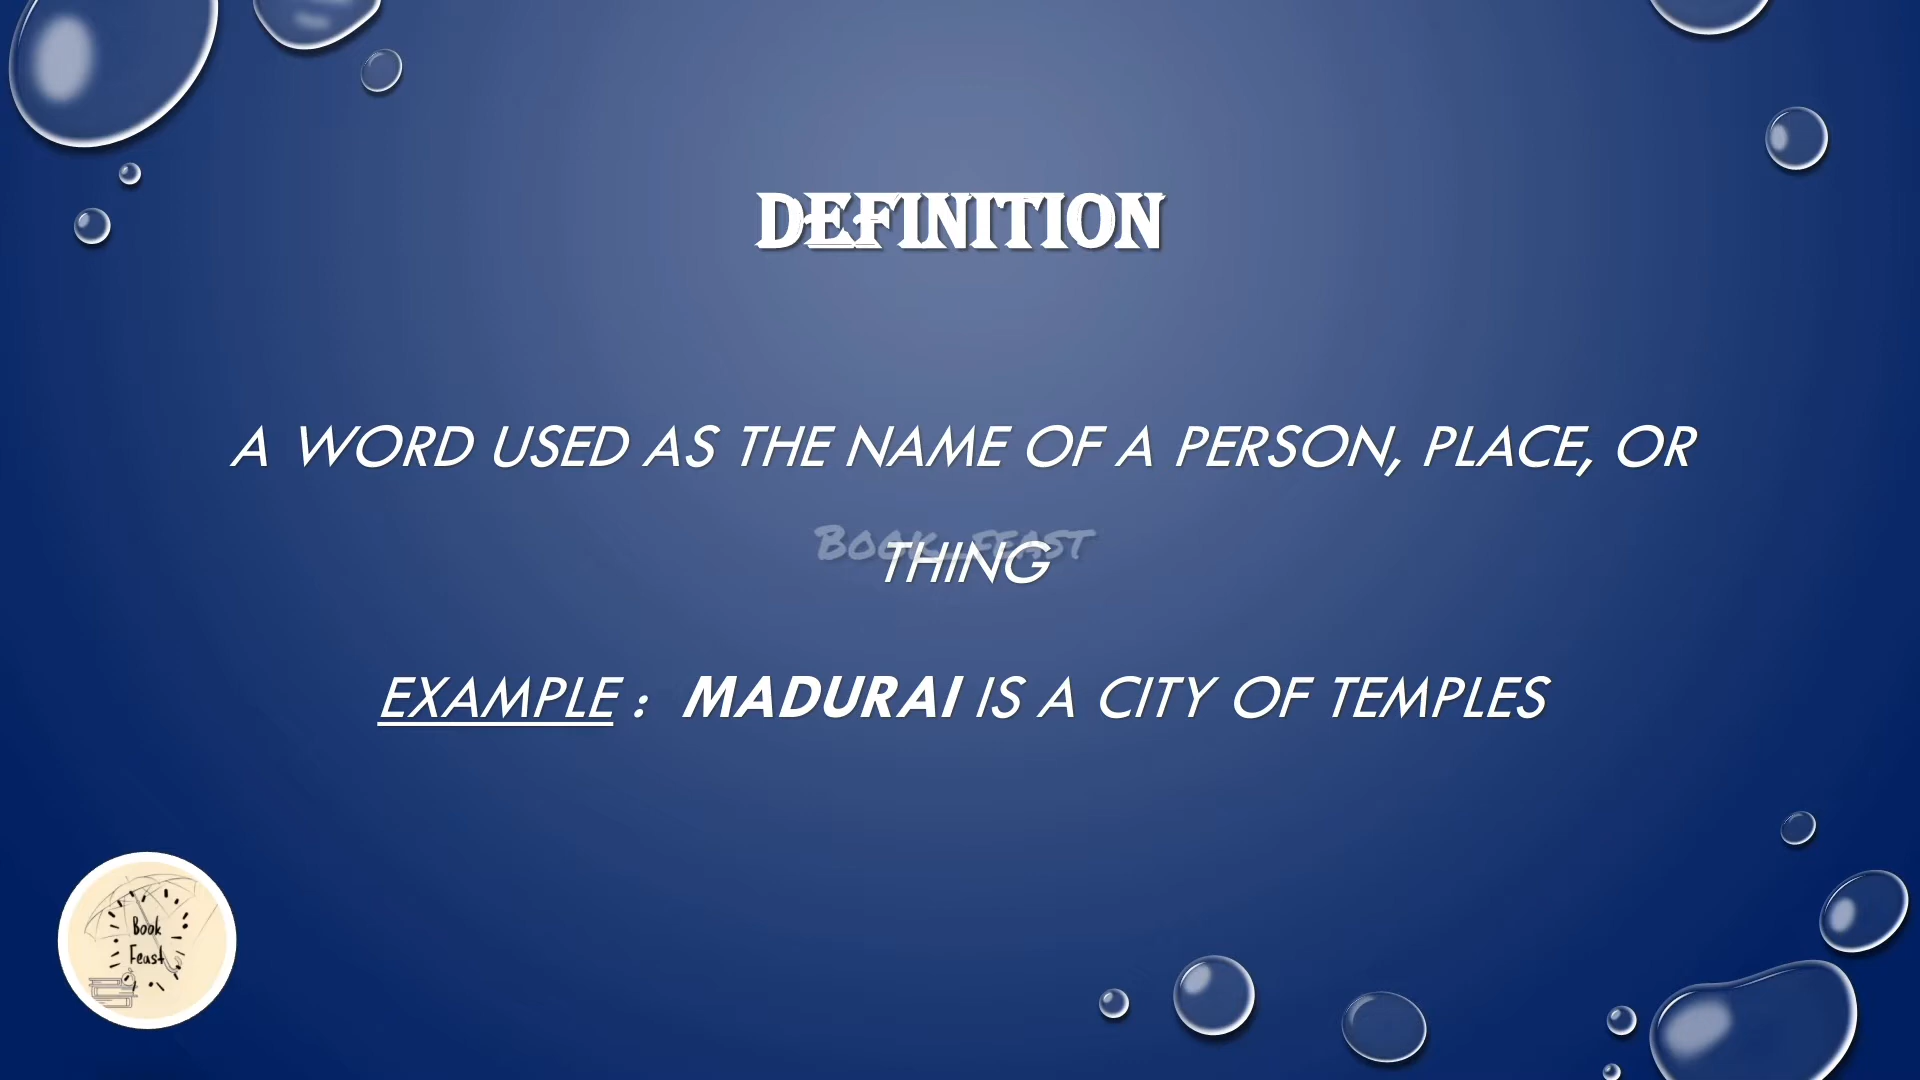 DEFINITION
A WORD USED AS THE NAME OF A PERSON, PLACE, OR
Book_feast
THING
EXAMPLE : MADURAI IS A CITY OF TEMPLES
Book
Feast